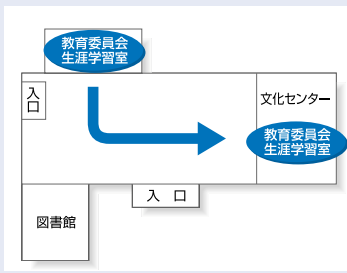 教育委員会
生涯学習室
入
口
文化センター
教育委員会
生涯学習室
入　口
図書館